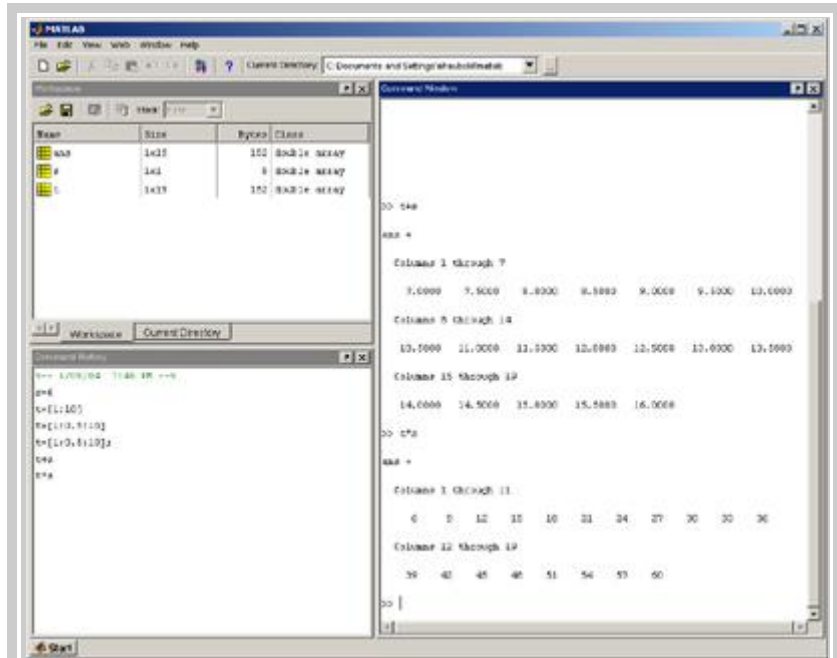 MATLAB
File Edit View Web Window Help
? Current Directory: C:\Documents and Settings
Workspace
Stack:
Name Size Bytes Class
ans 1x19 152 double array
1x1 8 double array
t 1x19 152 double array
Workspace Current Directory
Command History
t=[1:10]
t=[1:0.5:10]
t=[1:0.5:10];
Start
Command Window
ans =
Columns 1 through 7
7.0000 7.5000 8.0000 8.5000 9.0000 9.5000 10.0000
Columns 8 through 14
10.5000 11.0000 11.5000 12.0000 12.5000 13.0000 13.5000
Columns 15 through 19
14.0000 14.5000 15.0000 15.5000 16.0000
ans =
Columns 1 through 11
6 9 12 15 18 21 24 27 30 33 36
Columns 12 through 19
39 42 45 48 51 54 57 60
>>